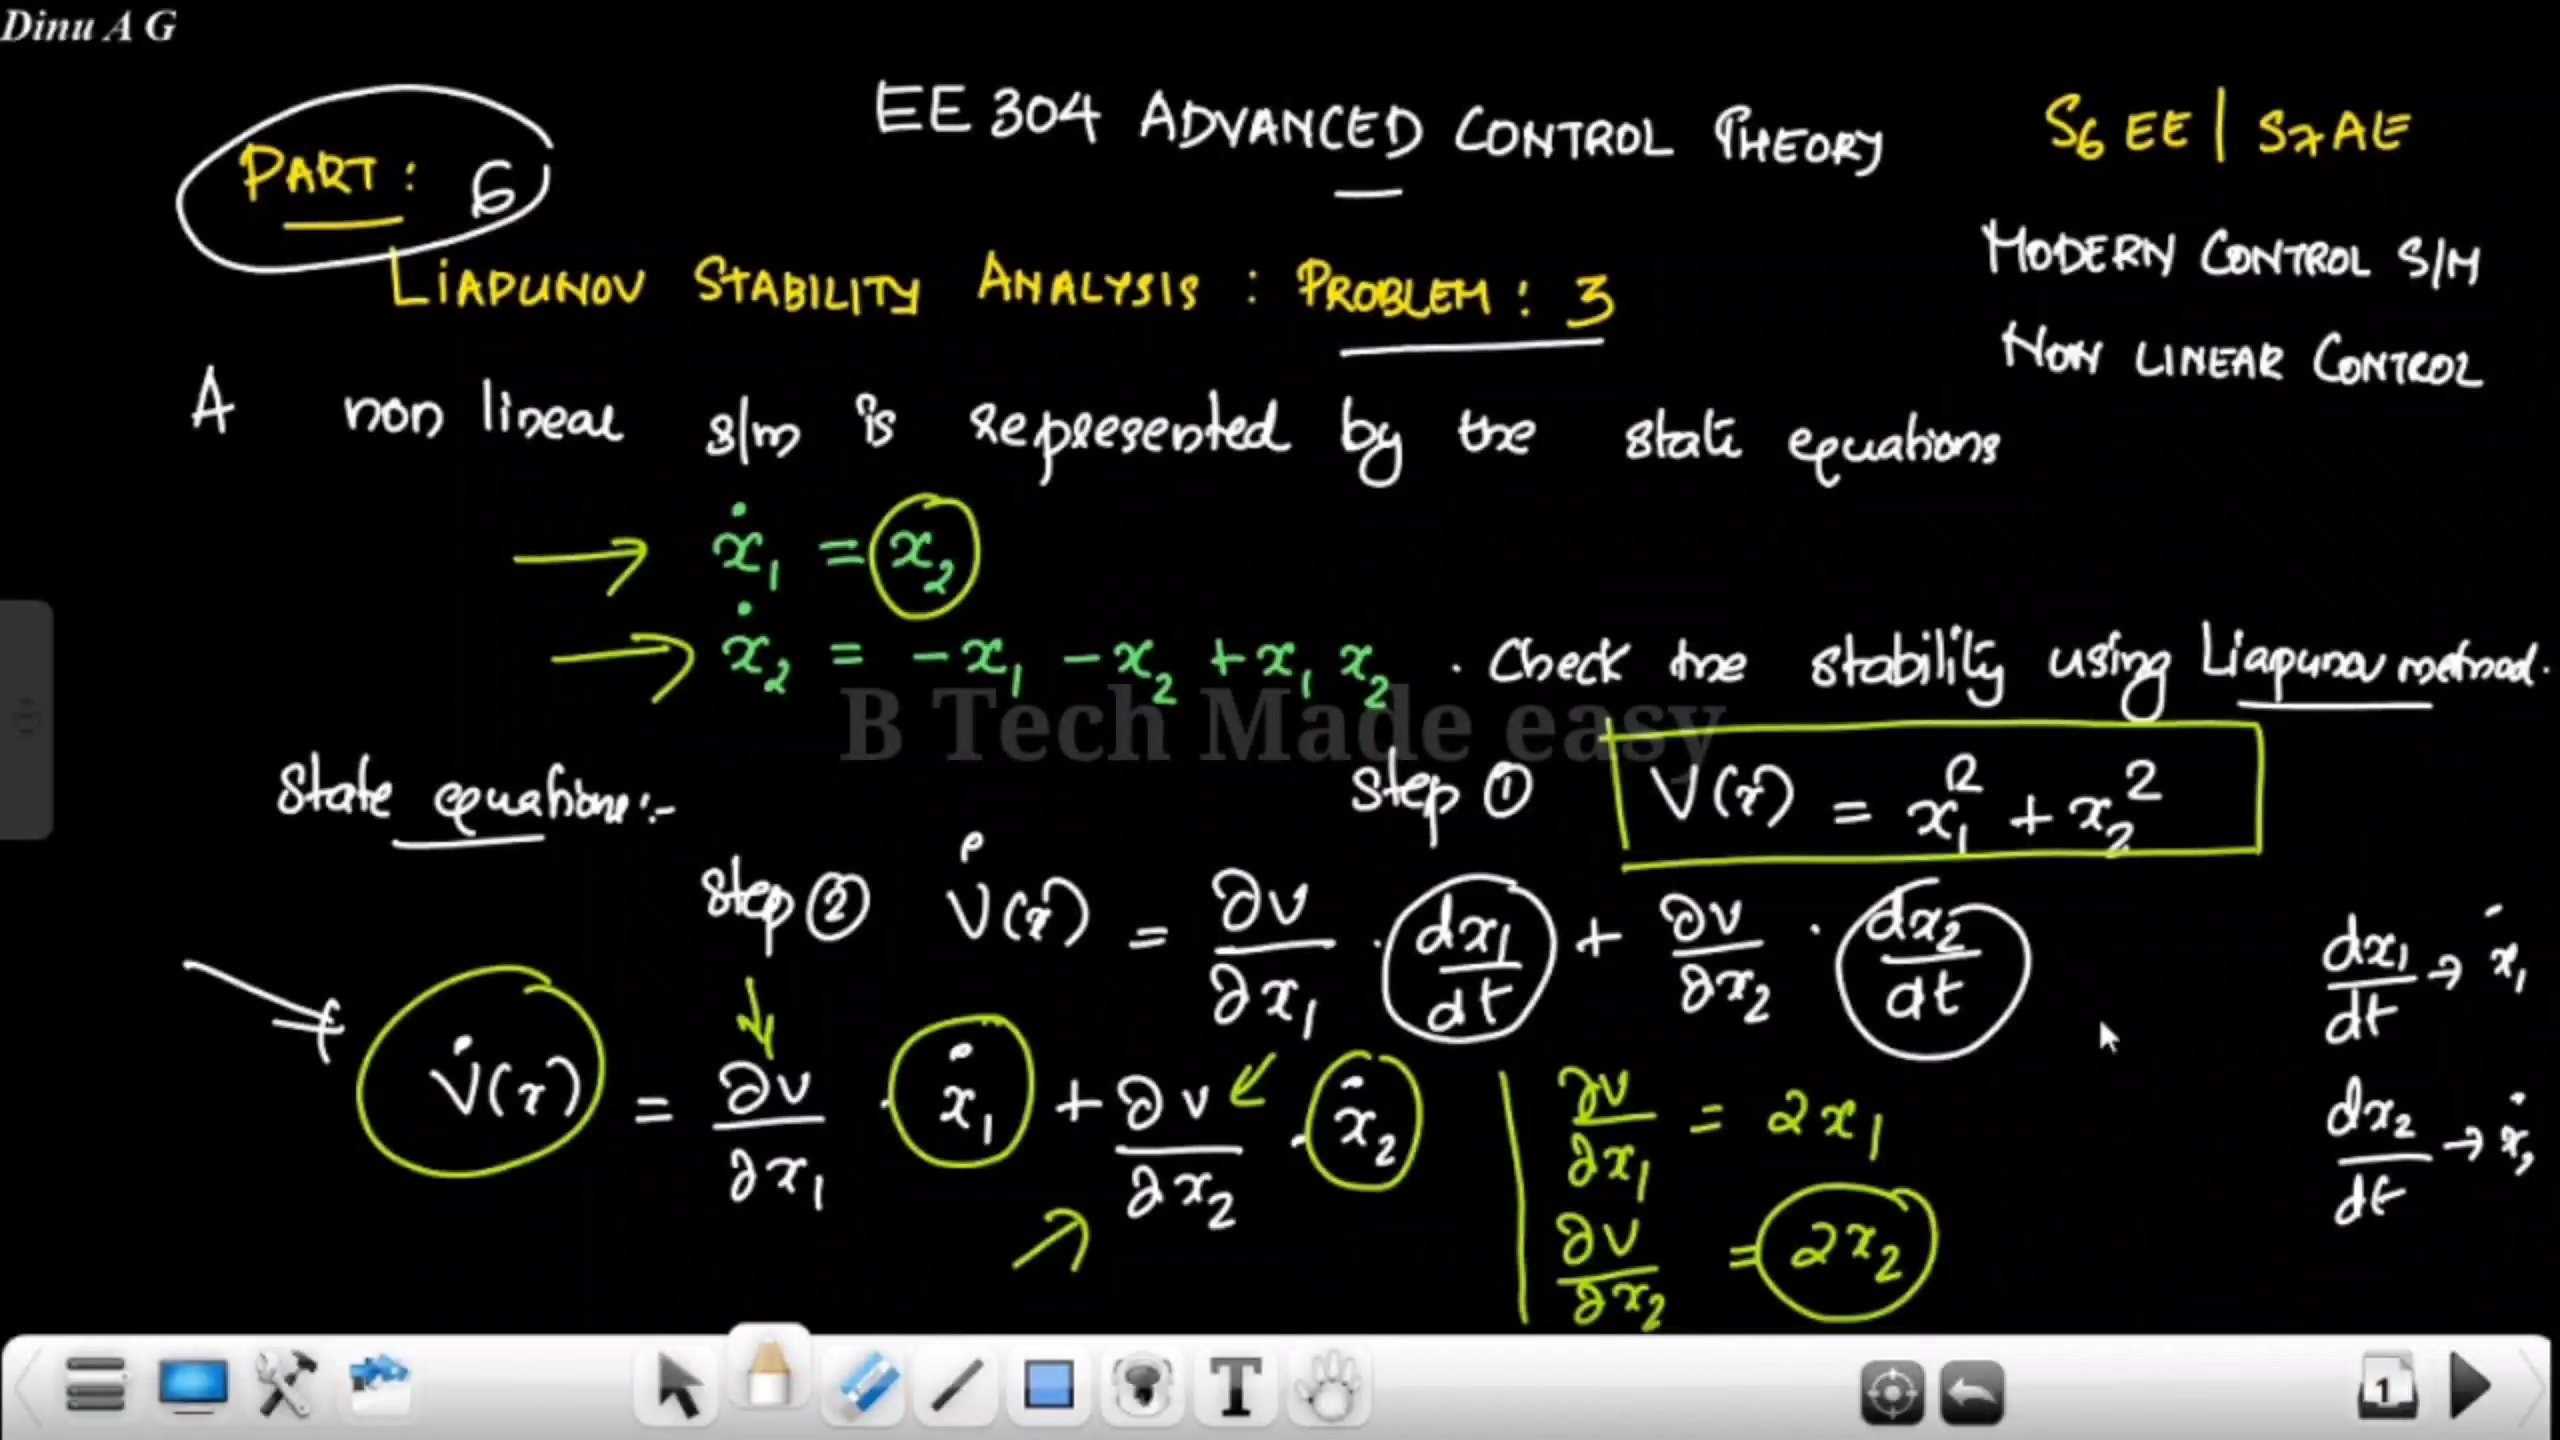 Dinu A G
EE 304 ADVANCED CONTROL THEORY
S6 EE | S7 AE
PART : 6
MODERN CONTROL S/M
LIAPUNOV STABILITY ANALYSIS : PROBLEM : 3
NON LINEAR CONTROL
A non linear s/m is represented by the state equations
ẋ₁ = x₂
ẋ₂ = -x₁ - x₂ + x₁ x₂ . Check the stability using Liapunov method.
B Tech Made easy
State equations:-
step ① V(x) = x₁² + x₂²
step ② V̇(x) = ∂v/∂x₁ · dx₁/dt + ∂v/∂x₂ · dx₂/dt
dx₁/dt → ẋ₁
V̇(x) = ∂v/∂x₁ · ẋ₁ + ∂v/∂x₂ · ẋ₂
∂v/∂x₁ = 2x₁
dx₂/dt → ẋ₂
∂v/∂x₂ = 2x₂
T
1